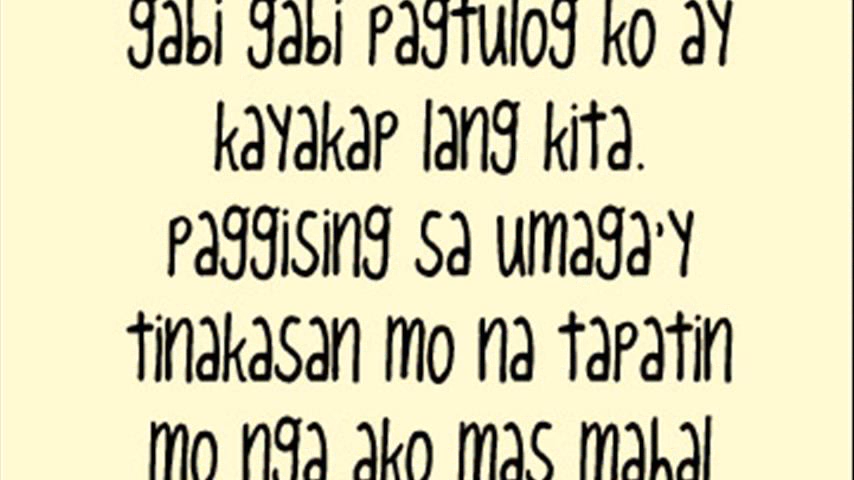 gabi gabi pagtulog ko ay
kayakap lang kita.
paggising sa umaga'y
tinakasan mo na tapatin
mo nga ako mas mahal